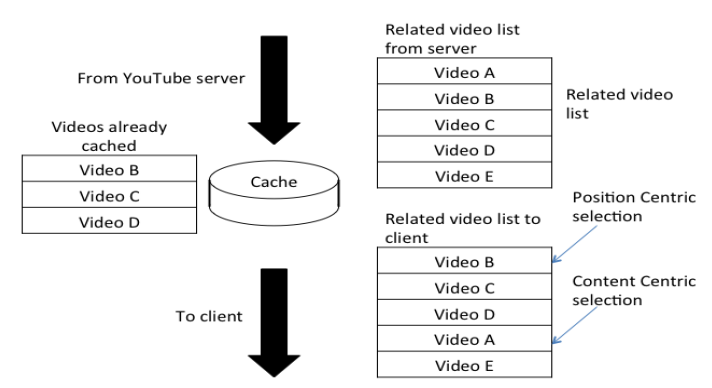 From YouTube server
Videos already
cached
Video B
Video C
Video D
Cache
To client
Related video list
from server
Video A
Video B
Video C
Video D
Video E
Related video
list
Related video list to
client
Video B
Video C
Video D
Video A
Video E
Position Centric
selection
Content Centric
selection